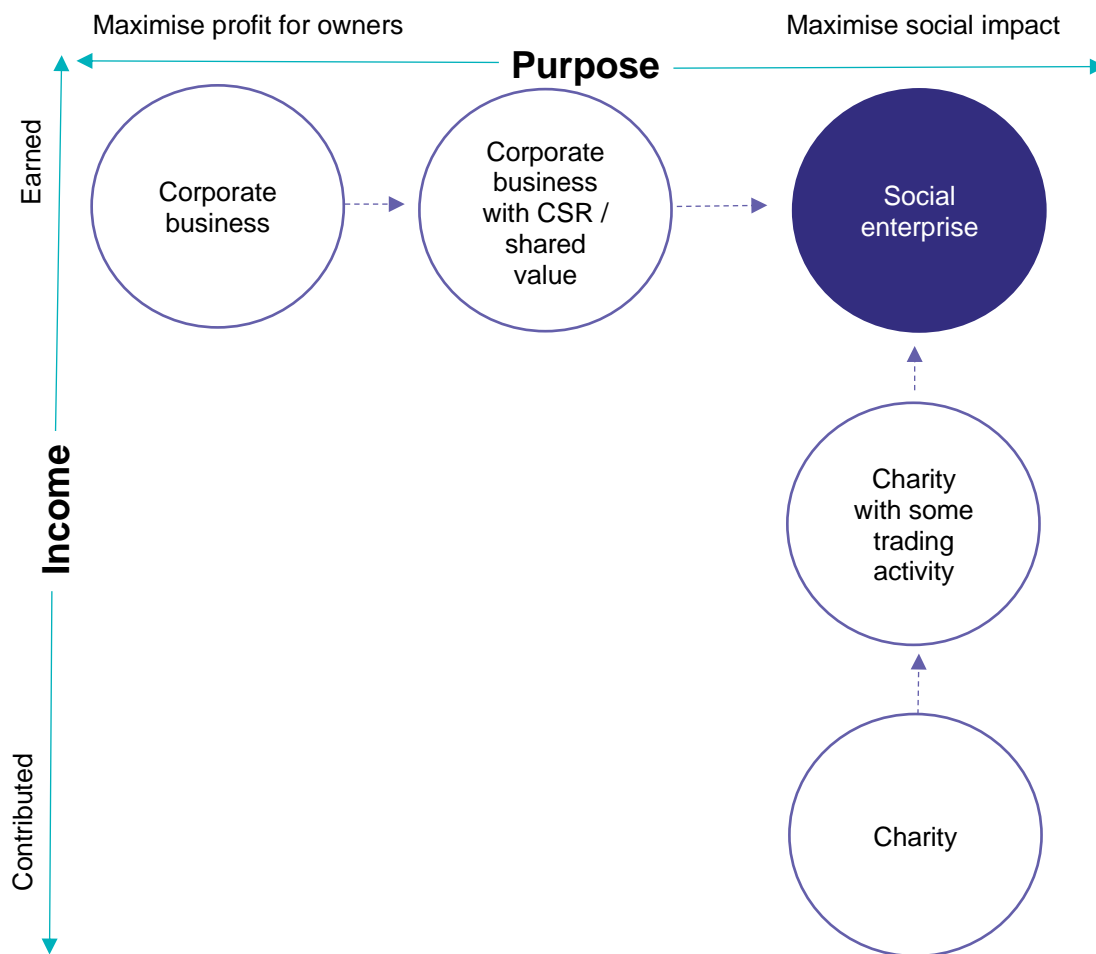 Maximise profit for owners
Maximise social impact
Purpose
Earned
Corporate
business
Corporate
business
with CSR /
shared
value
Social
enterprise
Income
Charity
with some
trading
activity
Contributed
Charity